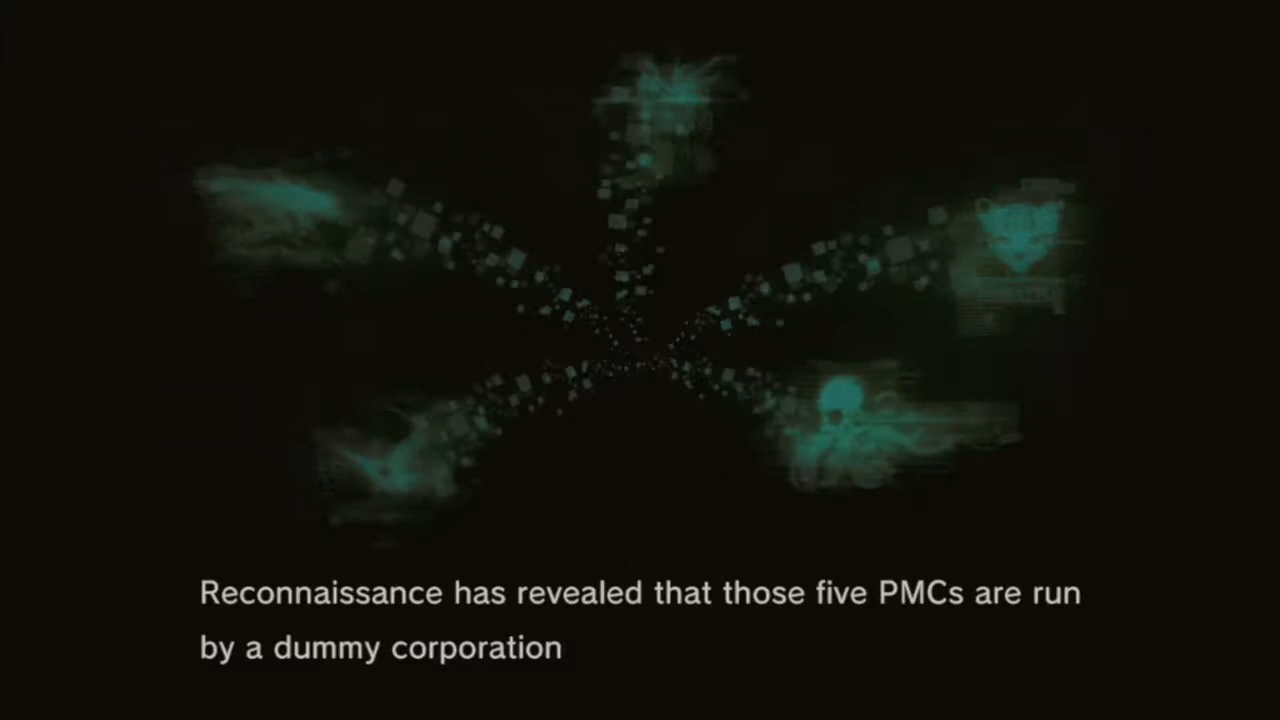 Reconnaissance has revealed that those five PMCs are run
by a dummy corporation